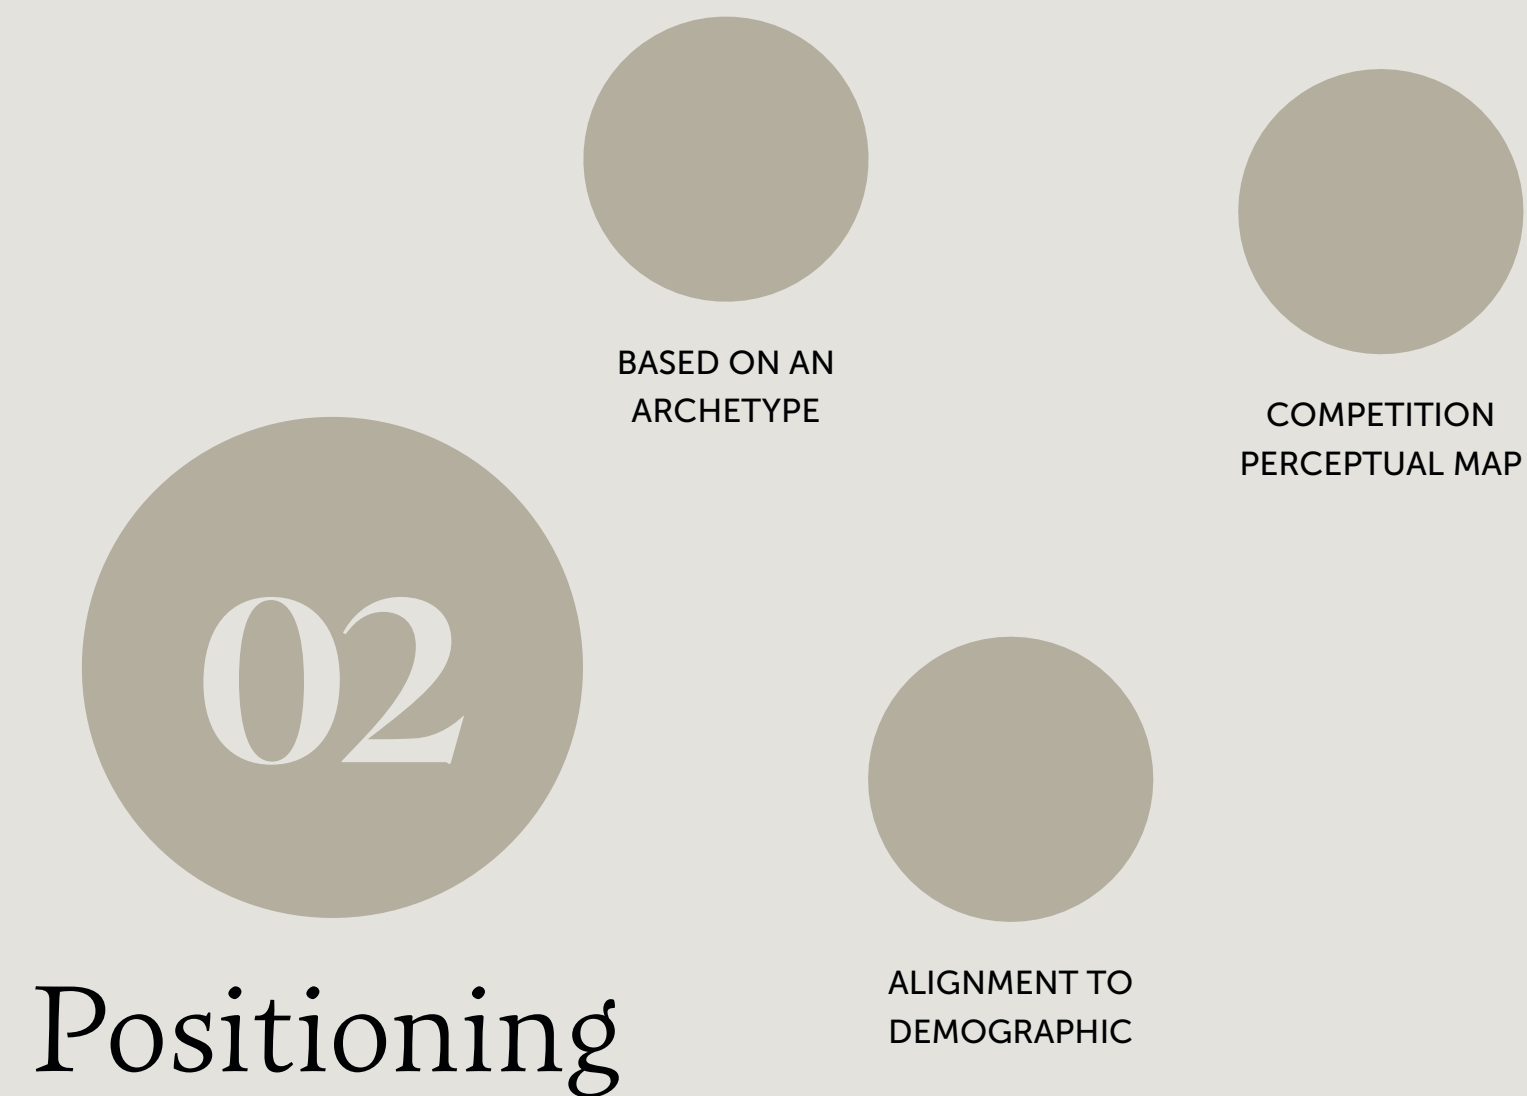 BASED ON AN
ARCHETYPE
COMPETITION
PERCEPTUAL MAP
02
Positioning
ALIGNMENT TO
DEMOGRAPHIC